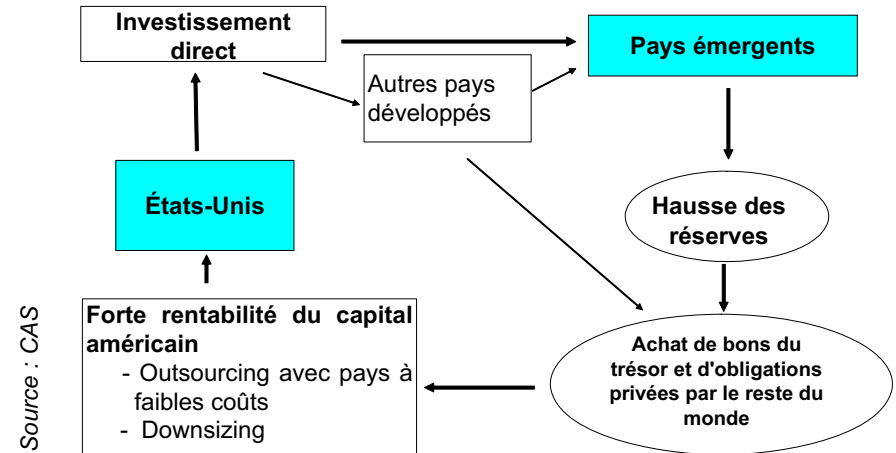 Investissement
direct
Pays émergents
Autres pays
développés
États-Unis
Hausse des
réserves
Forte rentabilité du capital
américain
- Outsourcing avec pays à
faibles coûts
- Downsizing
Achat de bons du
trésor et d'obligations
privées par le reste du
monde
Source : CAS